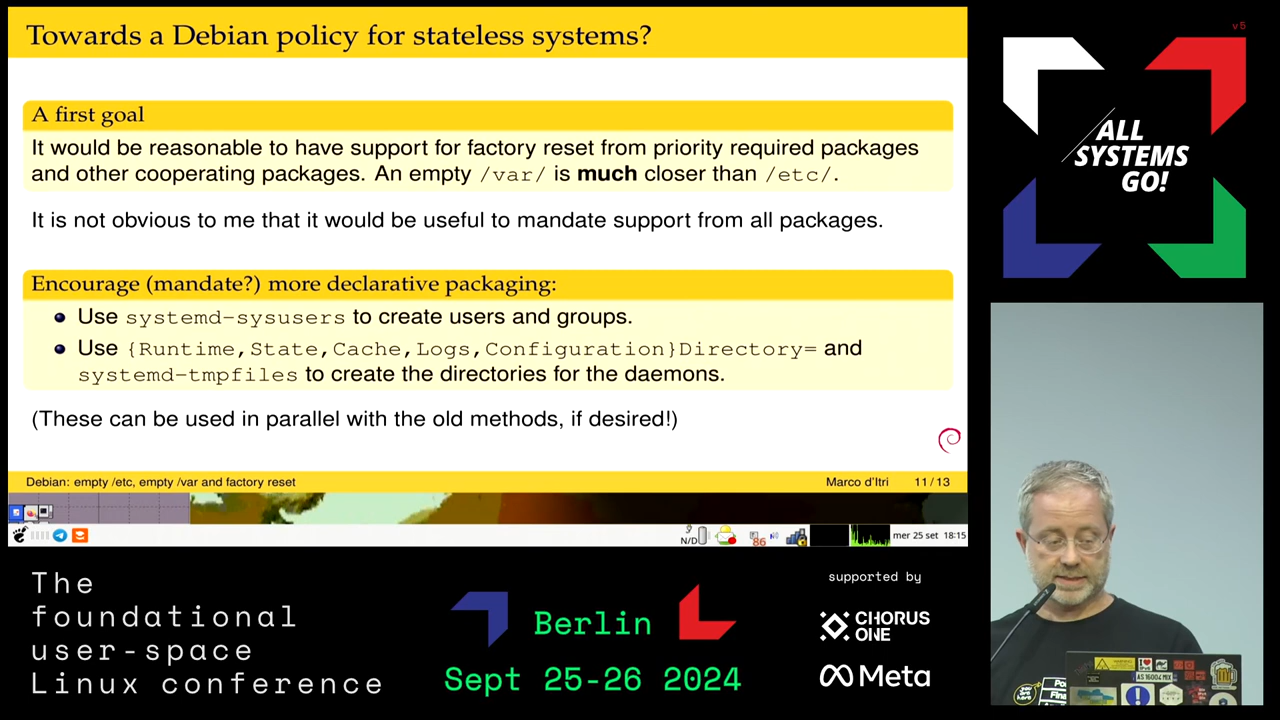 Towards a Debian policy for stateless systems?
A first goal
It would be reasonable to have support for factory reset from priority required packages
and other cooperating packages. An empty /var/ is much closer than /etc/.
It is not obvious to me that it would be useful to mandate support from all packages.
Encourage (mandate?) more declarative packaging:
Use systemd-sysusers to create users and groups.
Use {Runtime,State,Cache,Logs,Configuration}Directory= and
systemd-tmpfiles to create the directories for the daemons.
(These can be used in parallel with the old methods, if desired!)
Debian: empty /etc, empty /var and factory reset
Marco d'Itri
11/13
N/D
86
mer 25 set 18:15
v5
ALL
SYSTEMS
GO!
The
foundational
user-space
Linux conference
Berlin
Sept 25-26 2024
supported by
CHORUS
ONE
Meta
AS16004 MIX